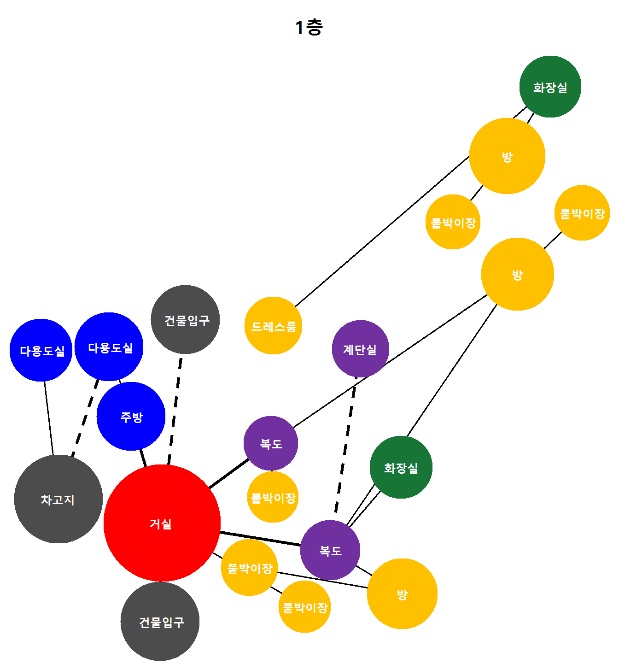 1층
화장실
방
붙박이장
붙박이장
방
건물입구
드레스룸
다용도실
다용도실
계단실
주방
복도
화장실
차고지
붙박이장
거실
복도
붙박이장
방
붙박이장
건물입구